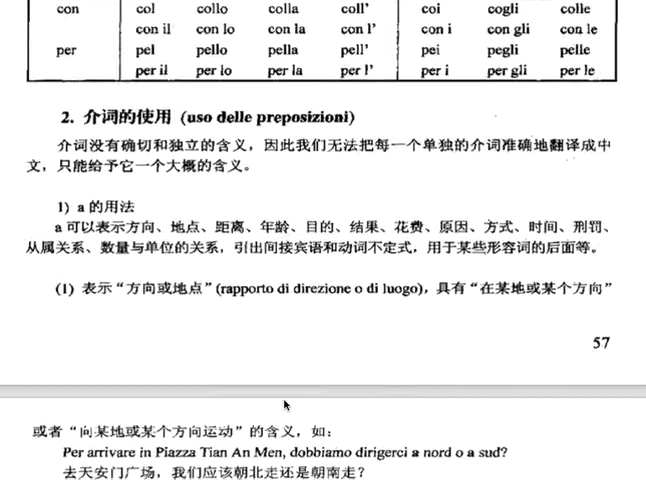 con col collo colla coll' coi cogli colle
con il con lo con la con l' con i con gli con le
per pel pello pella pell' pei pegli pelle
per il per lo per la per l' per i per gli per le
2. 介词的使用 (uso delle preposizioni)
介词没有确切和独立的含义，因此我们无法把每一个单独的介词准确地翻译成中
文，只能给予它一个大概的含义。
1) a 的用法
a 可以表示方向、地点、距离、年龄、目的、结果、花费、原因、方式、时间、刑罚、
从属关系、数量与单位的关系，引出间接宾语和动词不定式，用于某些形容词的后面等。
(1) 表示“方向或地点”(rapporto di direzione o di luogo)，具有“在某地或某个方向”
57
或者“向某地或某个方向运动”的含义，如：
Per arrivare in Piazza Tian An Men, dobbiamo dirigerci a nord o a sud?
去天安门广场，我们应该朝北走还是朝南走？